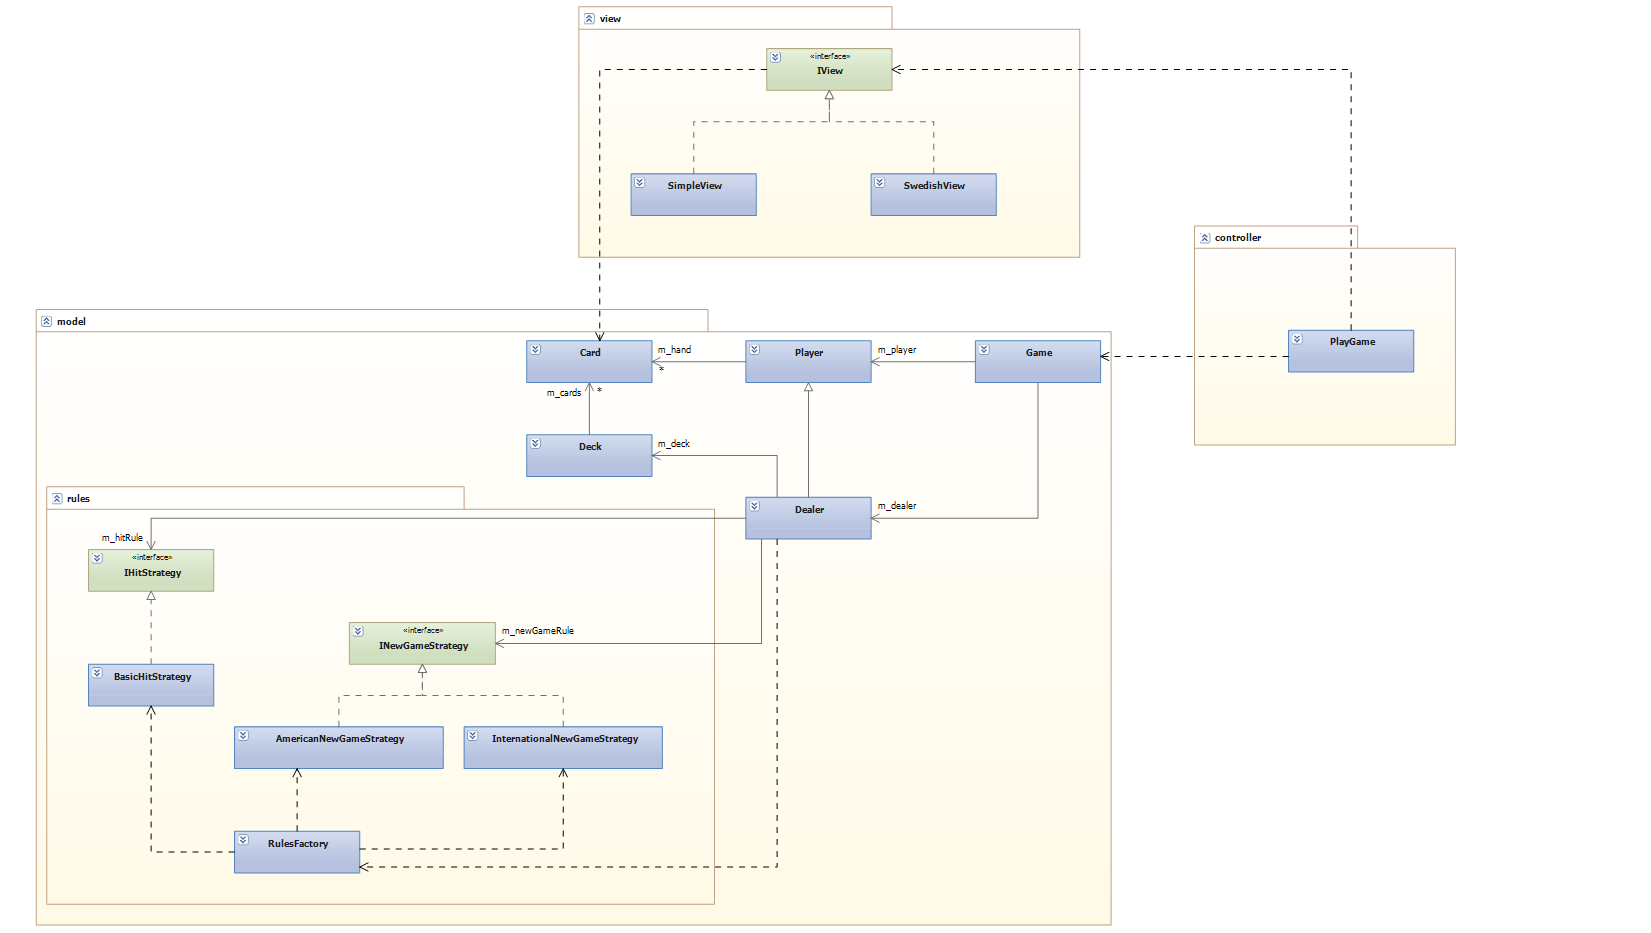 view
«interface»
IView
SimpleView
SwedishView
controller
PlayGame
model
Card
m_hand
*
Player
m_player
Game
m_cards
*
Deck
m_deck
rules
Dealer
m_dealer
m_hitRule
«interface»
IHitStrategy
«interface»
INewGameStrategy
m_newGameRule
BasicHitStrategy
AmericanNewGameStrategy
InternationalNewGameStrategy
RulesFactory